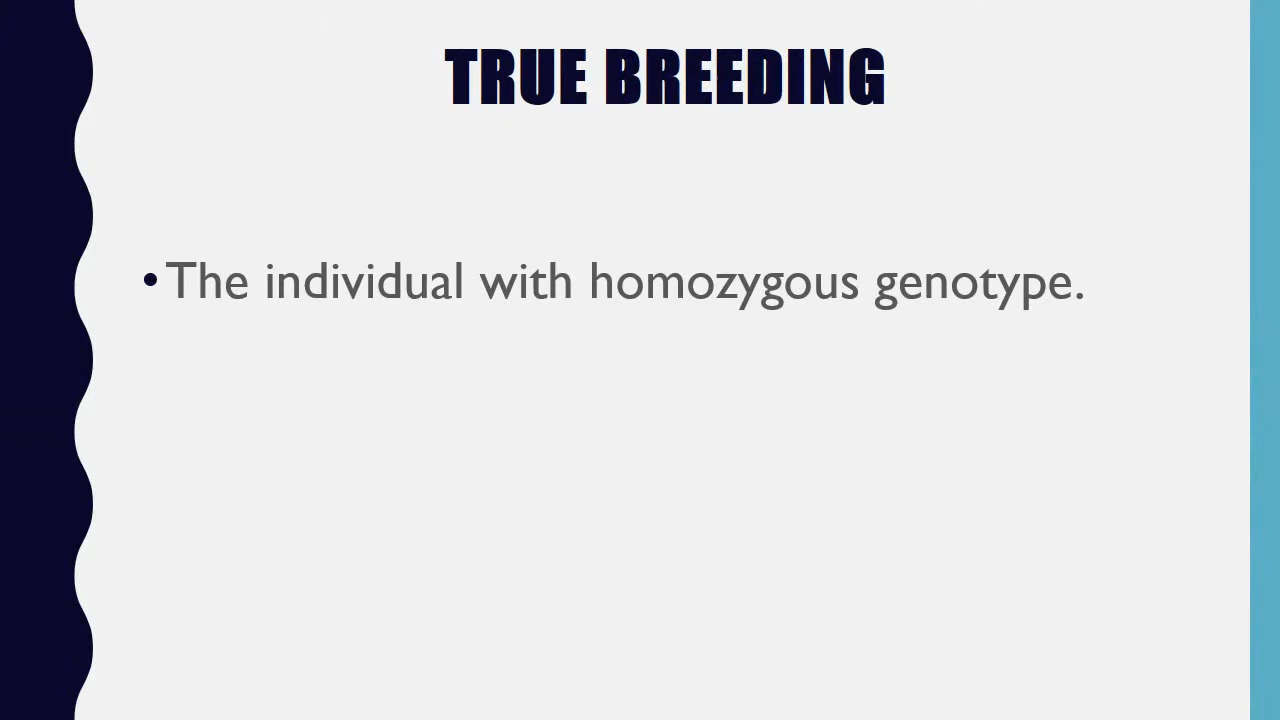 TRUE BREEDING
•The individual with homozygous genotype.